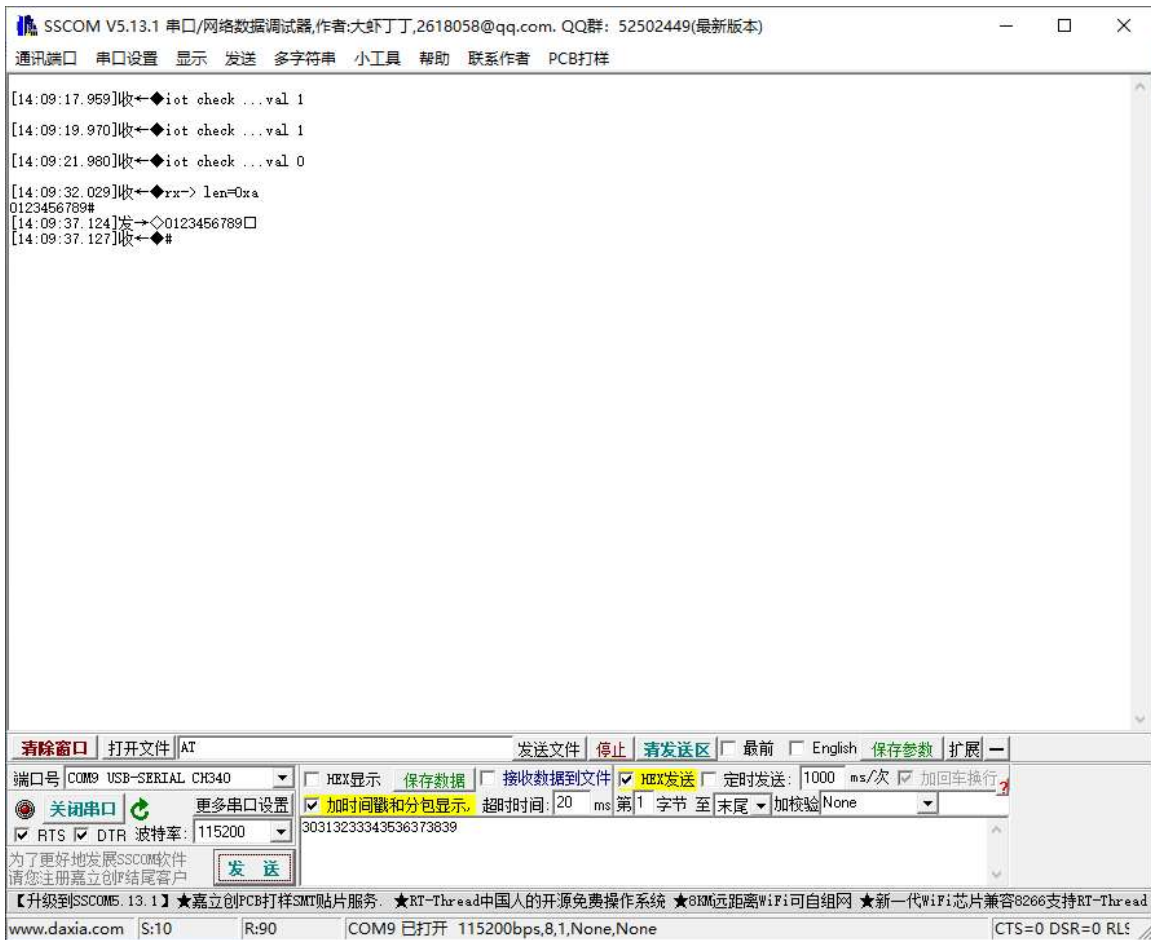 SSCOM V5.13.1 串口/网络数据调试器,作者:大虾丁丁,2618058@qq.com. QQ群: 52502449(最新版本)
通讯端口 串口设置 显示 发送 多字符串 小工具 帮助 联系作者 PCB打样
[14:09:17.959]收←◆iot check ...val 1
[14:09:19.970]收←◆iot check ...val 1
[14:09:21.980]收←◆iot check ...val 0
[14:09:32.029]收←◆rx-> len=0xa
0123456789#
[14:09:37.124]发→◇0123456789□
[14:09:37.127]收←◆#
清除窗口 打开文件 AT 发送文件 停止 清发送区 最前 English 保存参数 扩展 —
端口号 COM9 USB-SERIAL CH340 HEX显示 保存数据 接收数据到文件 HEX发送 定时发送: 1000 ms/次 加回车换行 ?
关闭串口 更多串口设置 加时间戳和分包显示, 超时时间: 20 ms 第 1 字节 至 末尾 加校验 None
RTS DTR 波特率: 115200 30313233343536373839
为了更好地发展SSCOM软件
请您注册嘉立创F结尾客户
发 送
【升级到SSCOM5.13.1】★嘉立创PCB打样SMT贴片服务. ★RT-Thread中国人的开源免费操作系统 ★8KM远距离WiFi可自组网 ★新一代WiFi芯片兼容8266支持RT-Thread
www.daxia.com S:10 R:90 COM9 已打开 115200bps,8,1,None,None CTS=0 DSR=0 RLS